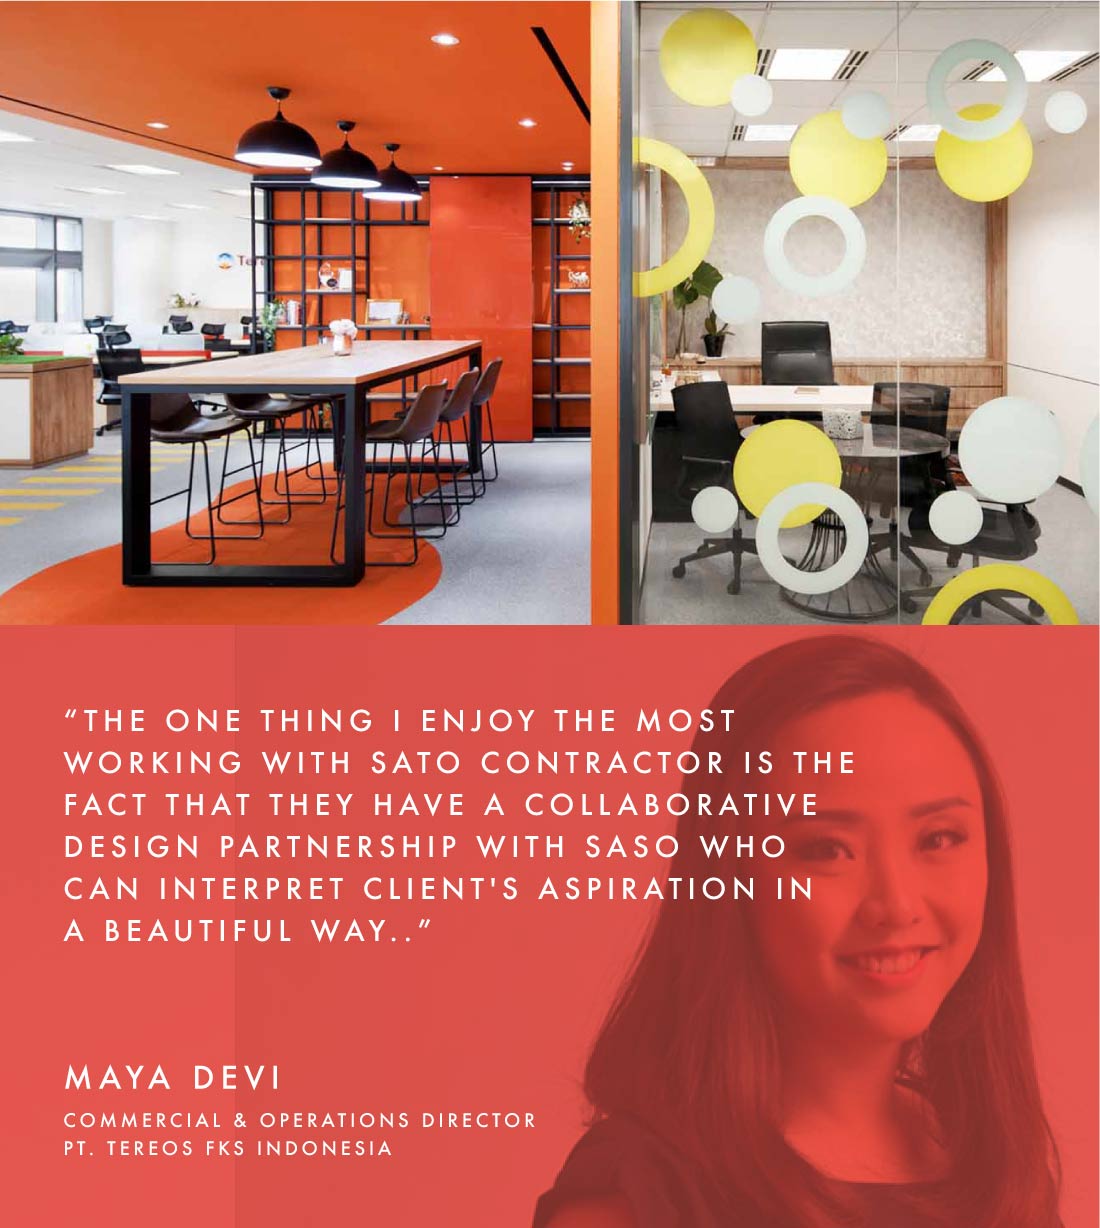 “THE ONE THING I ENJOY THE MOST
WORKING WITH SATO CONTRACTOR IS THE
FACT THAT THEY HAVE A COLLABORATIVE
DESIGN PARTNERSHIP WITH SASO WHO
CAN INTERPRET CLIENT'S ASPIRATION IN
A BEAUTIFUL WAY..”
MAYA DEVI
COMMERCIAL & OPERATIONS DIRECTOR
PT. TEREOS FKS INDONESIA